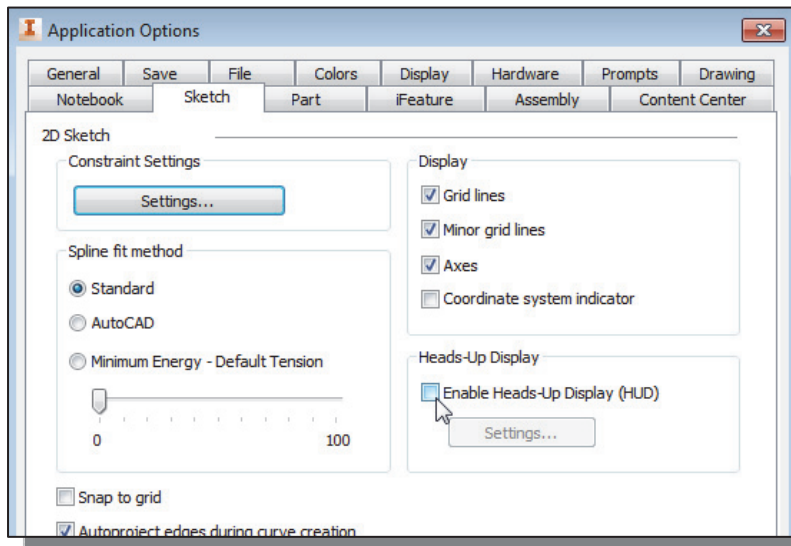 Application Options
General Save File Colors Display Hardware Prompts Drawing
Notebook Sketch Part iFeature Assembly Content Center
2D Sketch
Constraint Settings
Settings...
Spline fit method
Standard
AutoCAD
Minimum Energy - Default Tension
0 100
Snap to grid
Autoproject edges during curve creation
Display
Grid lines
Minor grid lines
Axes
Coordinate system indicator
Heads-Up Display
Enable Heads-Up Display (HUD)
Settings...